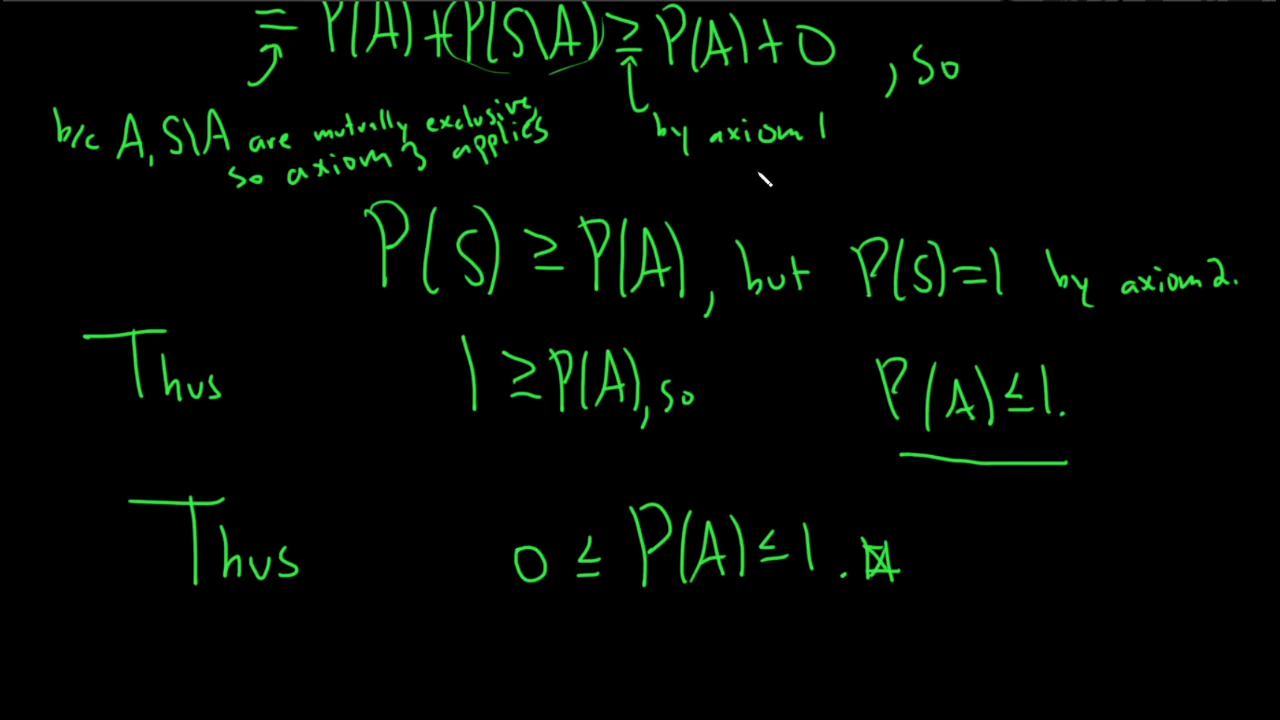 = P(A) + (P(S\A)) ≥ P(A) + 0 , so
b/c A, S\A are mutually exclusive, so axiom 3 applies
by axiom 1
P(S) ≥ P(A), but P(S)=1 by axiom 2.
Thus 1 ≥ P(A), so P(A) ≤ 1.
Thus 0 ≤ P(A) ≤ 1.